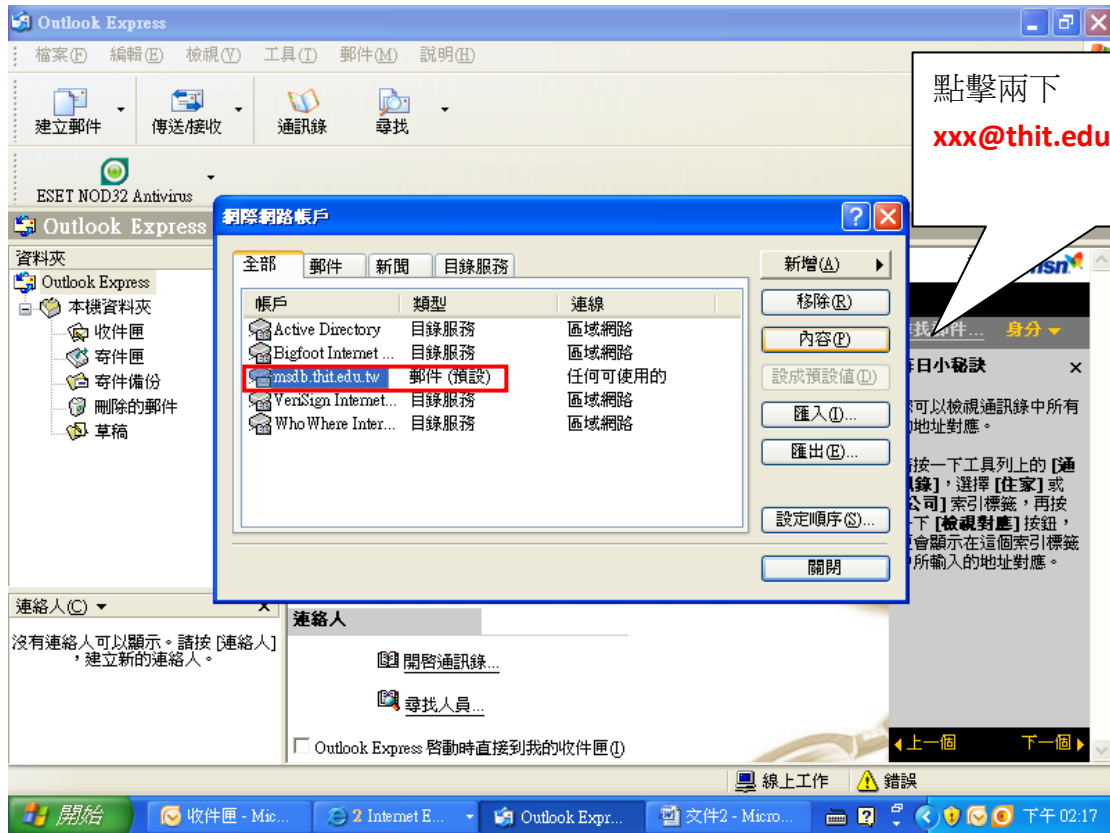 Outlook Express
檔案(F) 編輯(E) 檢視(V) 工具(T) 郵件(M) 說明(H)
建立郵件 傳送/接收 通訊錄 尋找
ESET NOD32 Antivirus
點擊兩下
xxx@thit.edu
Outlook Express
資料夾
Outlook Express
本機資料夾
收件匣
寄件匣
寄件備份
刪除的郵件
草稿
網際網路帳戶
全部 郵件 新聞 目錄服務
帳戶 類型 連線
Active Directory 目錄服務 區域網路
Bigfoot Internet ... 目錄服務 區域網路
msdb.thit.edu.tw 郵件 (預設) 任何可使用的
VeriSign Internet... 目錄服務 區域網路
WhoWhere Inter... 目錄服務 區域網路
新增(A)
移除(R)
內容(P)
設成預設值(D)
匯入(I)...
匯出(E)...
設定順序(S)...
關閉
msn
找郵件... 身分
日小秘訣
可以檢視通訊錄中所有
地址對應。
按一下工具列上的 [通
錄]，選擇 [住家] 或
公司] 索引標籤，再按
下 [檢視對應] 按鈕，
會顯示在這個索引標籤
所輸入的地址對應。
上一個 下一個
連絡人(C)
沒有連絡人可以顯示。請按 [連絡人]
，建立新的連絡人。
連絡人
開啓通訊錄...
尋找人員...
Outlook Express 啓動時直接到我的收件匣(I)
線上工作 錯誤
開始 收件匣 - Mic... 2 Internet E... Outlook Expr... 文件2 - Micro... 下午 02:17